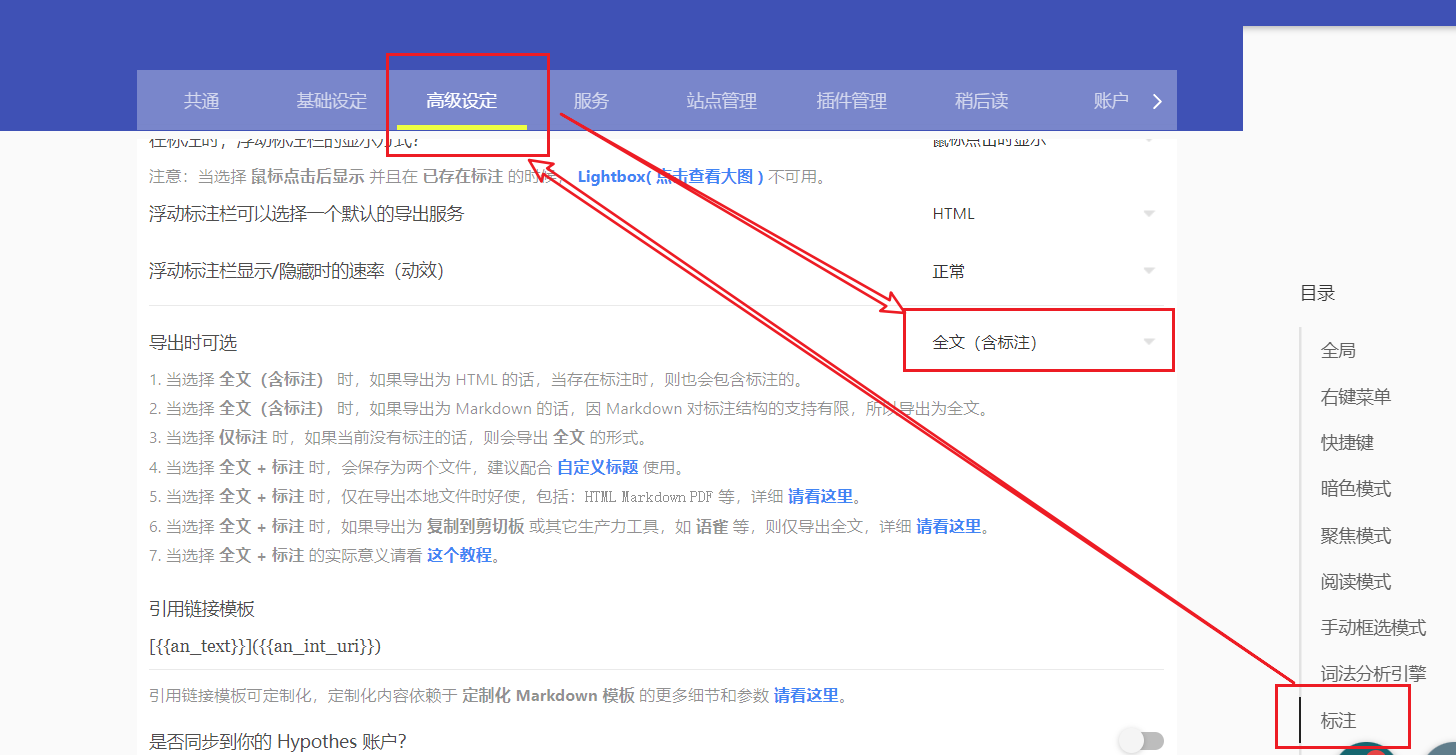 共通 基础设定 高级设定 服务 站点管理 插件管理 稍后读 账户
在标注时，浮动标注栏的显示方式？ 鼠标点击时显示
注意：当选择 鼠标点击后显示 并且在 已存在标注 的时候， Lightbox( 点击查看大图 ) 不可用。
浮动标注栏可以选择一个默认的导出服务 HTML
浮动标注栏显示/隐藏时的速率（动效） 正常
导出时可选 全文（含标注）
1. 当选择 全文（含标注） 时，如果导出为 HTML 的话，当存在标注时，则也会包含标注的。
2. 当选择 全文（含标注） 时，如果导出为 Markdown 的话，因 Markdown 对标注结构的支持有限，所以导出为全文。
3. 当选择 仅标注 时，如果当前没有标注的话，则会导出 全文 的形式。
4. 当选择 全文 + 标注 时，会保存为两个文件，建议配合 自定义标题 使用。
5. 当选择 全文 + 标注 时，仅在导出本地文件时好使，包括：HTML Markdown PDF 等，详细 请看这里。
6. 当选择 全文 + 标注 时，如果导出为 复制到剪切板 或其它生产力工具，如 语雀 等，则仅导出全文，详细 请看这里。
7. 当选择 全文 + 标注 的实际意义请看 这个教程。
引用链接模板
[{{an_text}}]({{an_int_uri}})
引用链接模板可定制化，定制化内容依赖于 定制化 Markdown 模板 的更多细节和参数 请看这里。
是否同步到你的 Hypothes 账户？
目录
全局
右键菜单
快捷键
暗色模式
聚焦模式
阅读模式
手动框选模式
词法分析引擎
标注